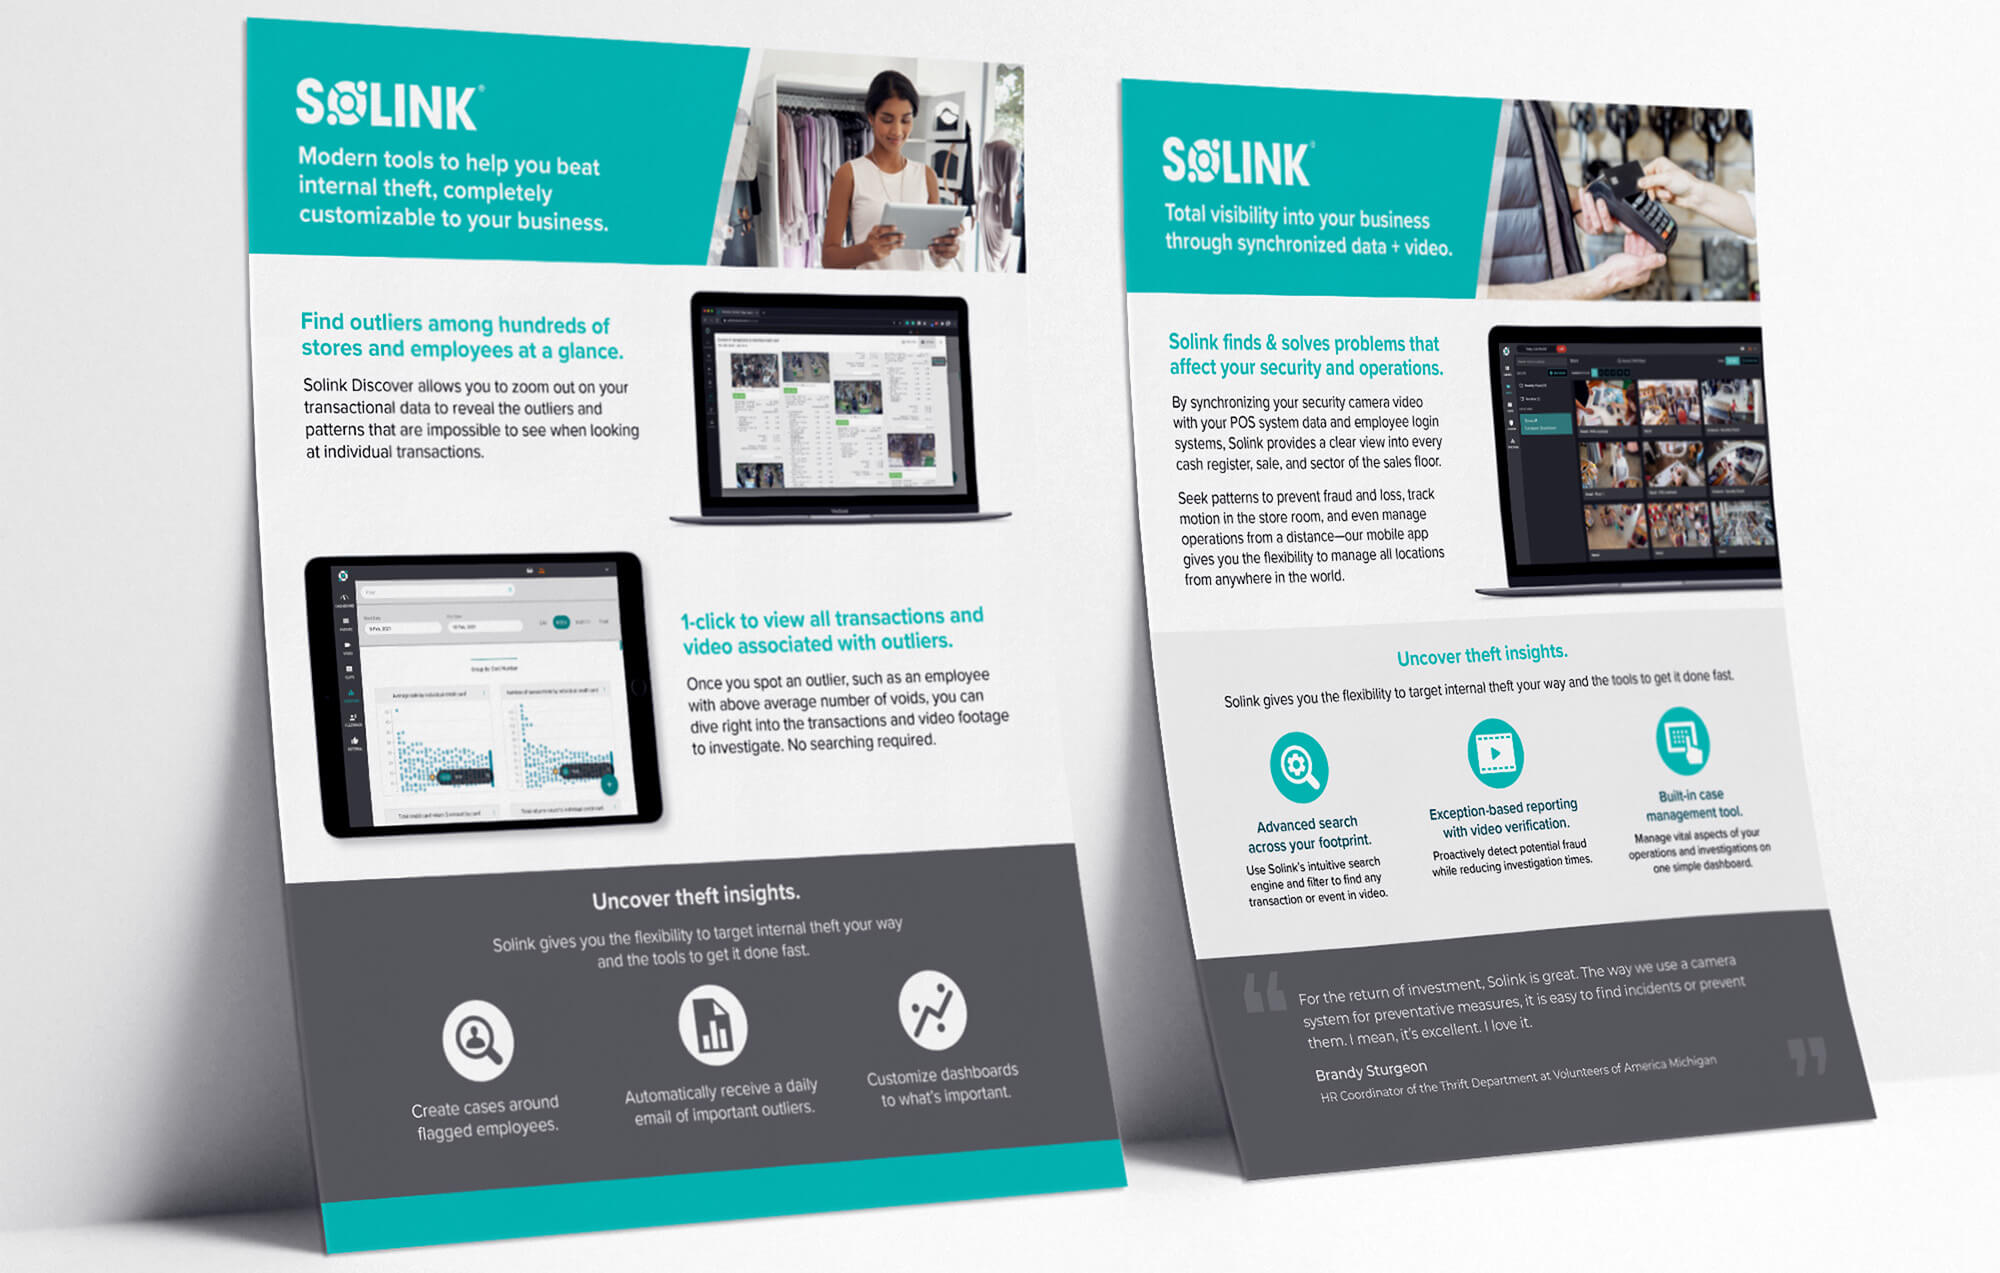 SOLINK®
Modern tools to help you beat
internal theft, completely
customizable to your business.
Find outliers among hundreds of
stores and employees at a glance.
Solink Discover allows you to zoom out on your
transactional data to reveal the outliers and
patterns that are impossible to see when looking
at individual transactions.
1-click to view all transactions and
video associated with outliers.
Once you spot an outlier, such as an employee
with above average number of voids, you can
dive right into the transactions and video footage
to investigate. No searching required.
Group By: Card Number
Average sale by individual credit card
Uncover theft insights.
Solink gives you the flexibility to target internal theft your way
and the tools to get it done fast.
Create cases around
flagged employees.
Automatically receive a daily
email of important outliers.
Customize dashboards
to what's important.
SOLINK®
Total visibility into your business
through synchronized data + video.
Solink finds & solves problems that
affect your security and operations.
By synchronizing your security camera video
with your POS system data and employee login
systems, Solink provides a clear view into every
cash register, sale, and sector of the sales floor.
Seek patterns to prevent fraud and loss, track
motion in the store room, and even manage
operations from a distance—our mobile app
gives you the flexibility to manage all locations
from anywhere in the world.
Uncover theft insights.
Solink gives you the flexibility to target internal theft your way and the tools to get it done fast.
Advanced search
across your footprint.
Use Solink's intuitive search
engine and filter to find any
transaction or event in video.
Exception-based reporting
with video verification.
Proactively detect potential fraud
while reducing investigation times.
Built-in case
management tool.
Manage vital aspects of your
operations and investigations on
one simple dashboard.
“
For the return of investment, Solink is great. The way we use a camera
system for preventative measures, it is easy to find incidents or prevent
them. I mean, it's excellent. I love it.
”
Brandy Sturgeon
HR Coordinator of the Thrift Department at Volunteers of America Michigan